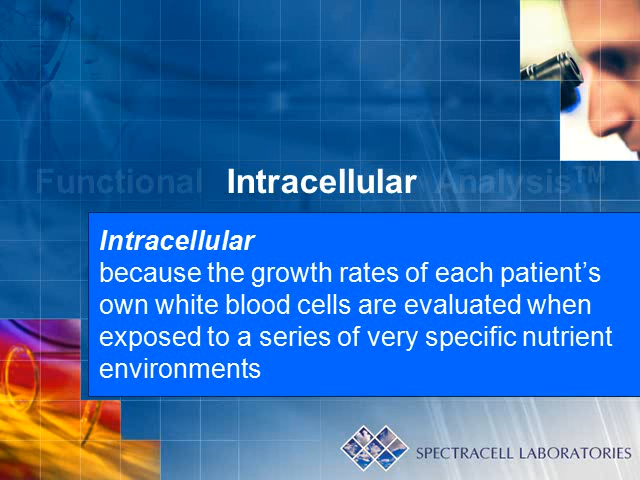 Functional Intracellular Analysis™
Intracellular
because the growth rates of each patient’s
own white blood cells are evaluated when
exposed to a series of very specific nutrient
environments
SPECTRACELL LABORATORIES